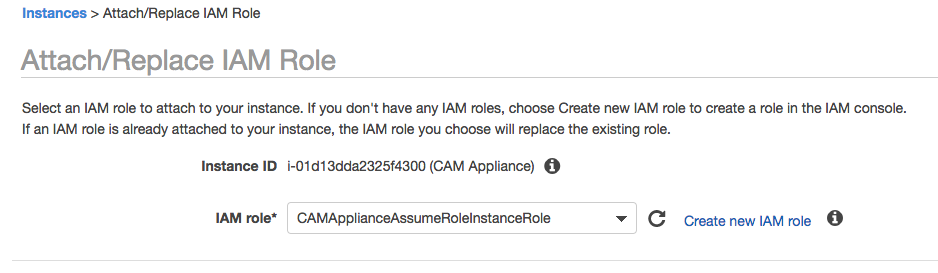 Instances > Attach/Replace IAM Role
Attach/Replace IAM Role
Select an IAM role to attach to your instance. If you don't have any IAM roles, choose Create new IAM role to create a role in the IAM console.
If an IAM role is already attached to your instance, the IAM role you choose will replace the existing role.
Instance ID i-01d13dda2325f4300 (CAM Appliance)
IAM role* CAMApplianceAssumeRoleInstanceRole Create new IAM role